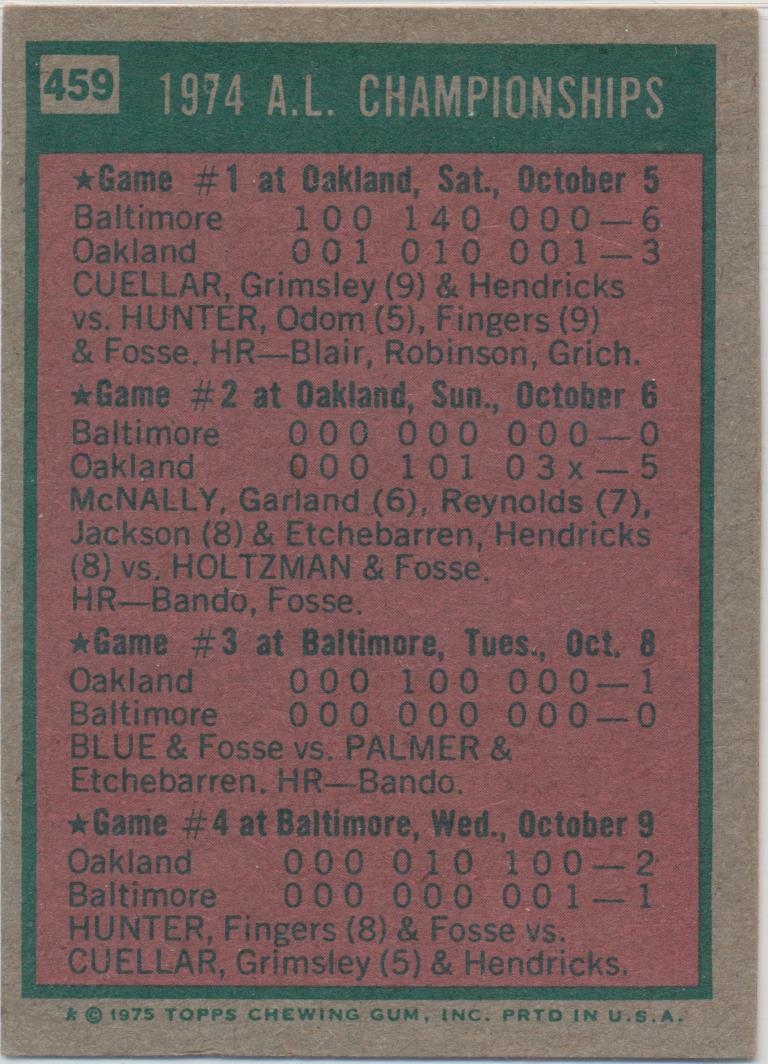 459 1974 A.L. CHAMPIONSHIPS
★Game #1 at Oakland, Sat., October 5
Baltimore 100 140 000—6
Oakland 001 010 001—3
CUELLAR, Grimsley (9) & Hendricks
vs. HUNTER, Odom (5), Fingers (9)
& Fosse. HR—Blair, Robinson, Grich.
★Game #2 at Oakland, Sun., October 6
Baltimore 000 000 000—0
Oakland 000 101 03x—5
McNALLY, Garland (6), Reynolds (7),
Jackson (8) & Etchebarren, Hendricks
(8) vs. HOLTZMAN & Fosse.
HR—Bando, Fosse.
★Game #3 at Baltimore, Tues., Oct. 8
Oakland 000 100 000—1
Baltimore 000 000 000—0
BLUE & Fosse vs. PALMER &
Etchebarren. HR—Bando.
★Game #4 at Baltimore, Wed., October 9
Oakland 000 010 100—2
Baltimore 000 000 001—1
HUNTER, Fingers (8) & Fosse vs.
CUELLAR, Grimsley (5) & Hendricks.
★ © 1975 TOPPS CHEWING GUM, INC. PRTD IN U.S.A.